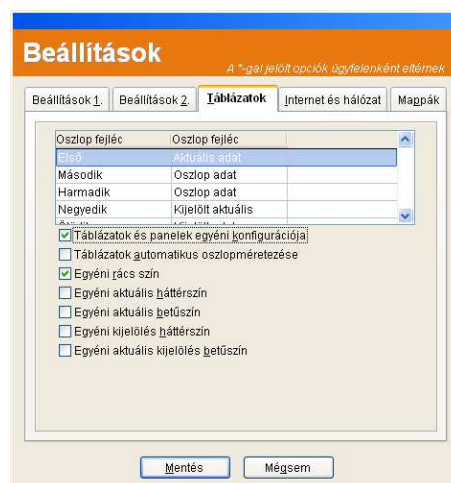 Beállítások
A *-gal jelölt opciók ügyfelenként eltérnek
Beállítások 1. Beállítások 2. Táblázatok Internet és hálózat Mappák
Oszlop fejléc Oszlop fejléc
Első Aktuális adat
Második Oszlop adat
Harmadik Oszlop adat
Negyedik Kijelölt aktuális
Táblázatok és panelek egyéni konfigurációja
Táblázatok automatikus oszlopméretezése
Egyéni rács szín
Egyéni aktuális háttérszín
Egyéni aktuális betűszín
Egyéni kijelölés háttérszín
Egyéni aktuális kijelölés betűszín
Mentés Mégsem